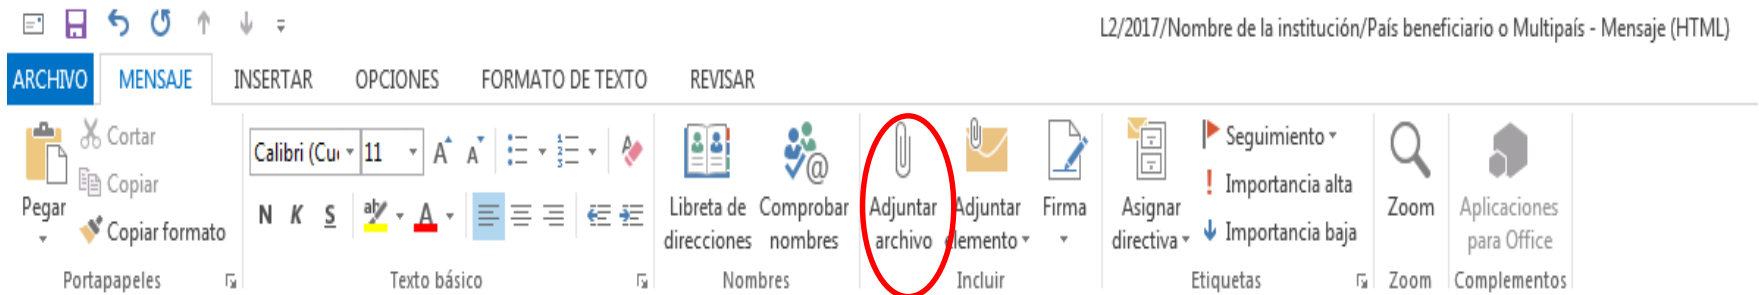 L2/2017/Nombre de la institución/País beneficiario o Multipaís - Mensaje (HTML)
ARCHIVO MENSAJE INSERTAR OPCIONES FORMATO DE TEXTO REVISAR
Pegar
Cortar
Copiar
Copiar formato
Portapapeles
Calibri (Cue 11
N K S
Texto básico
Libreta de direcciones
Comprobar nombres
Nombres
Adjuntar archivo
Adjuntar elemento
Firma
Incluir
Asignar directiva
Seguimiento
Importancia alta
Importancia baja
Etiquetas
Zoom
Zoom
Aplicaciones para Office
Complementos